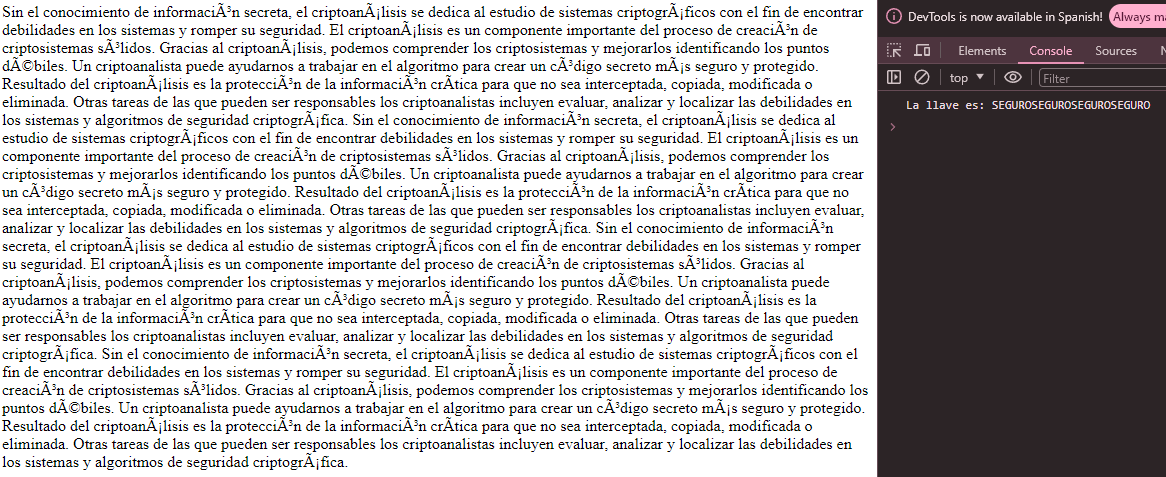 Sin el conocimiento de informaciÃ³n secreta, el criptoanÃ¡lisis se dedica al estudio de sistemas criptogrÃ¡ficos con el fin de encontrar
debilidades en los sistemas y romper su seguridad. El criptoanÃ¡lisis es un componente importante del proceso de creaciÃ³n de
criptosistemas sÃ³lidos. Gracias al criptoanÃ¡lisis, podemos comprender los criptosistemas y mejorarlos identificando los puntos
dÃ©biles. Un criptoanalista puede ayudarnos a trabajar en el algoritmo para crear un cÃ³digo secreto mÃ¡s seguro y protegido.
Resultado del criptoanÃ¡lisis es la protecciÃ³n de la informaciÃ³n crÃ­tica para que no sea interceptada, copiada, modificada o
eliminada. Otras tareas de las que pueden ser responsables los criptoanalistas incluyen evaluar, analizar y localizar las debilidades en
los sistemas y algoritmos de seguridad criptogrÃ¡fica. Sin el conocimiento de informaciÃ³n secreta, el criptoanÃ¡lisis se dedica al
estudio de sistemas criptogrÃ¡ficos con el fin de encontrar debilidades en los sistemas y romper su seguridad. El criptoanÃ¡lisis es un
componente importante del proceso de creaciÃ³n de criptosistemas sÃ³lidos. Gracias al criptoanÃ¡lisis, podemos comprender los
criptosistemas y mejorarlos identificando los puntos dÃ©biles. Un criptoanalista puede ayudarnos a trabajar en el algoritmo para crear
un cÃ³digo secreto mÃ¡s seguro y protegido. Resultado del criptoanÃ¡lisis es la protecciÃ³n de la informaciÃ³n crÃ­tica para que no
sea interceptada, copiada, modificada o eliminada. Otras tareas de las que pueden ser responsables los criptoanalistas incluyen evaluar,
analizar y localizar las debilidades en los sistemas y algoritmos de seguridad criptogrÃ¡fica. Sin el conocimiento de informaciÃ³n
secreta, el criptoanÃ¡lisis se dedica al estudio de sistemas criptogrÃ¡ficos con el fin de encontrar debilidades en los sistemas y romper
su seguridad. El criptoanÃ¡lisis es un componente importante del proceso de creaciÃ³n de criptosistemas sÃ³lidos. Gracias al
criptoanÃ¡lisis, podemos comprender los criptosistemas y mejorarlos identificando los puntos dÃ©biles. Un criptoanalista puede
ayudarnos a trabajar en el algoritmo para crear un cÃ³digo secreto mÃ¡s seguro y protegido. Resultado del criptoanÃ¡lisis es la
protecciÃ³n de la informaciÃ³n crÃ­tica para que no sea interceptada, copiada, modificada o eliminada. Otras tareas de las que pueden
ser responsables los criptoanalistas incluyen evaluar, analizar y localizar las debilidades en los sistemas y algoritmos de seguridad
criptogrÃ¡fica. Sin el conocimiento de informaciÃ³n secreta, el criptoanÃ¡lisis se dedica al estudio de sistemas criptogrÃ¡ficos con el
fin de encontrar debilidades en los sistemas y romper su seguridad. El criptoanÃ¡lisis es un componente importante del proceso de
creaciÃ³n de criptosistemas sÃ³lidos. Gracias al criptoanÃ¡lisis, podemos comprender los criptosistemas y mejorarlos identificando los
puntos dÃ©biles. Un criptoanalista puede ayudarnos a trabajar en el algoritmo para crear un cÃ³digo secreto mÃ¡s seguro y protegido.
Resultado del criptoanÃ¡lisis es la protecciÃ³n de la informaciÃ³n crÃ­tica para que no sea interceptada, copiada, modificada o
eliminada. Otras tareas de las que pueden ser responsables los criptoanalistas incluyen evaluar, analizar y localizar las debilidades en
los sistemas y algoritmos de seguridad criptogrÃ¡fica.
DevTools is now available in Spanish! Always ma
Elements Console Sources N
top Filter
La llave es: SEGUROSEGUROSEGUROSEGURO